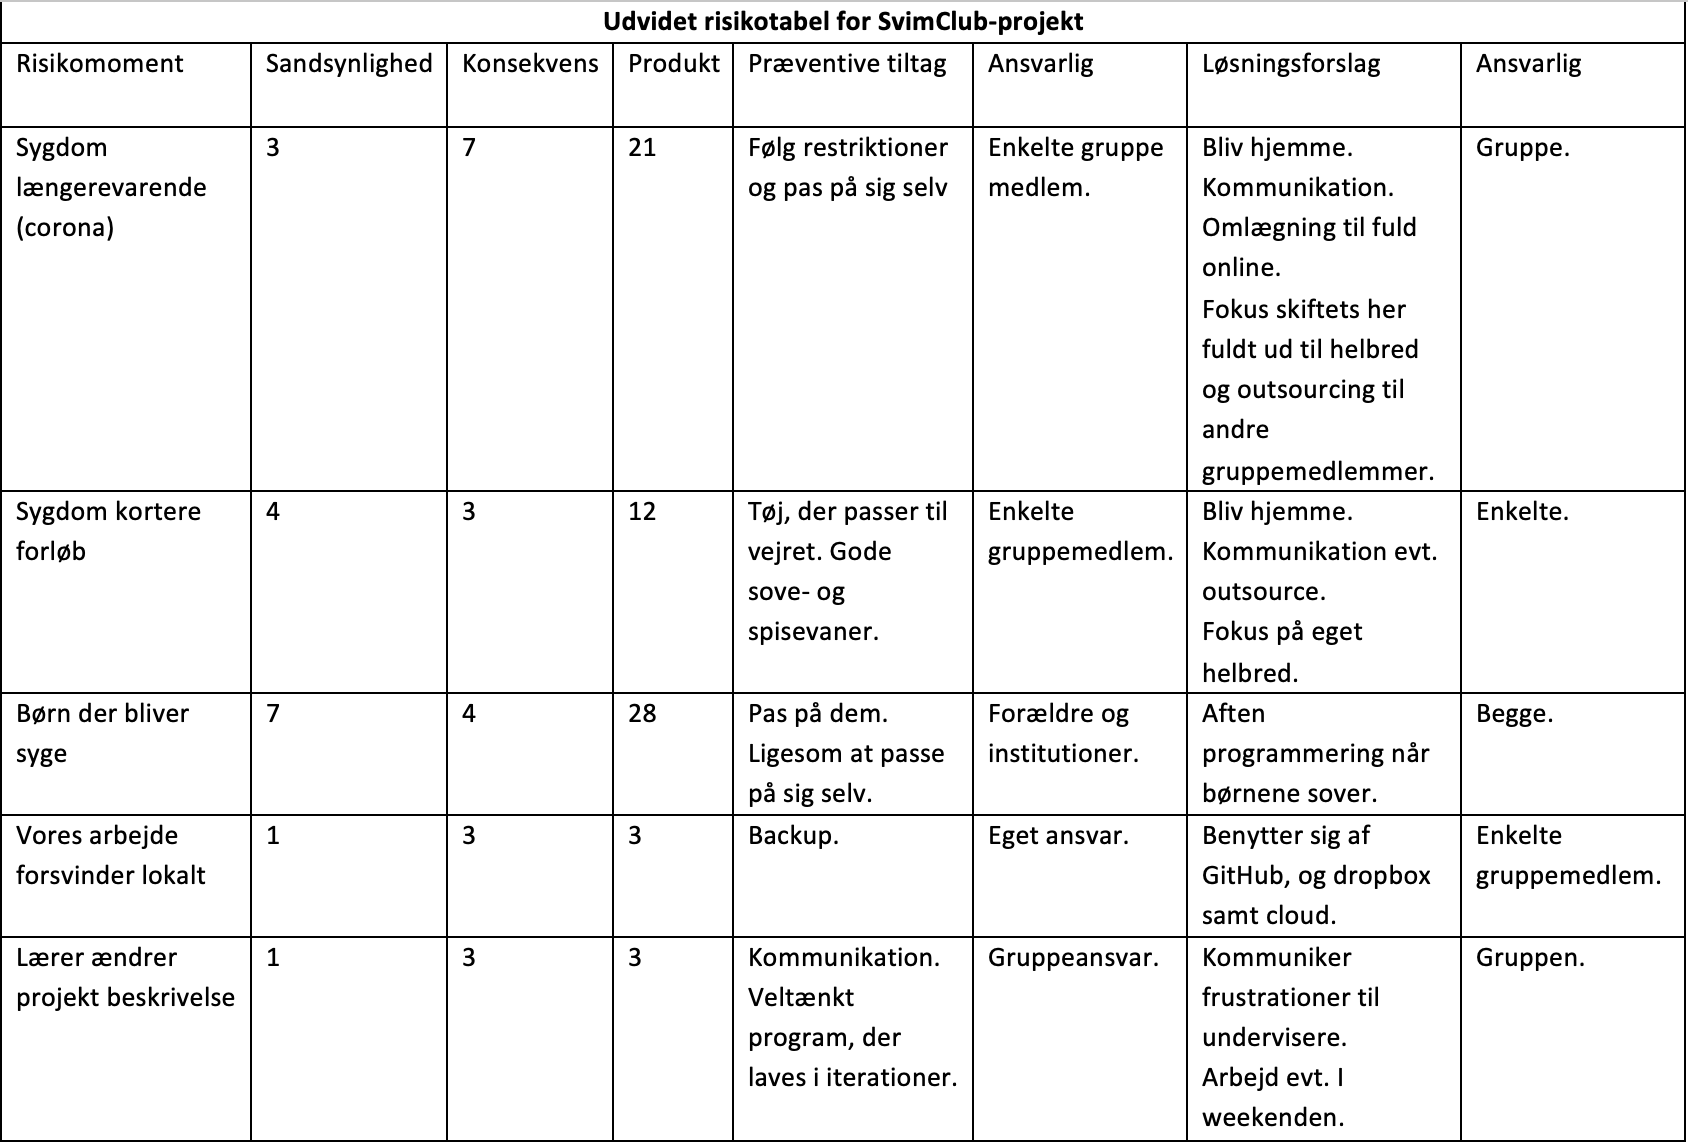 Udvidet risikotabel for SvimClub-projekt
Risikomoment
Sandsynlighed
Konsekvens
Produkt
Præventive tiltag
Ansvarlig
Løsningsforslag
Ansvarlig
Sygdom
længerevarende
(corona)
3
7
21
Følg restriktioner
og pas på sig selv
Enkelte gruppe
medlem.
Bliv hjemme.
Kommunikation.
Omlægning til fuld
online.
Fokus skiftets her
fuldt ud til helbred
og outsourcing til
andre
gruppemedlemmer.
Gruppe.
Sygdom kortere
forløb
4
3
12
Tøj, der passer til
vejret. Gode
sove- og
spisevaner.
Enkelte
gruppemedlem.
Bliv hjemme.
Kommunikation evt.
outsource.
Fokus på eget
helbred.
Enkelte.
Børn der bliver
syge
7
4
28
Pas på dem.
Ligesom at passe
på sig selv.
Forældre og
institutioner.
Aften
programmering når
børnene sover.
Begge.
Vores arbejde
forsvinder lokalt
1
3
3
Backup.
Eget ansvar.
Benytter sig af
GitHub, og dropbox
samt cloud.
Enkelte
gruppemedlem.
Lærer ændrer
projekt beskrivelse
1
3
3
Kommunikation.
Veltænkt
program, der
laves i iterationer.
Gruppeansvar.
Kommuniker
frustrationer til
undervisere.
Arbejd evt. I
weekenden.
Gruppen.